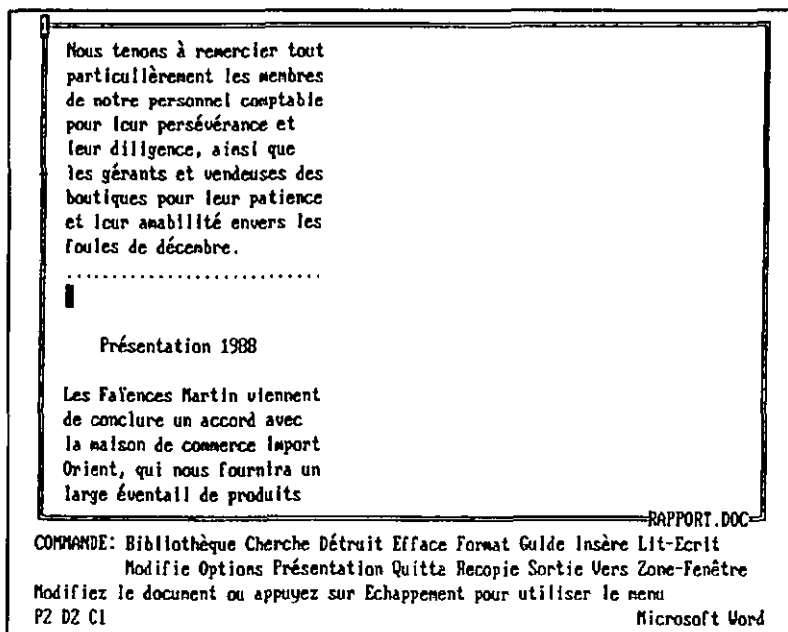 1
Nous tenons à remercier tout
particulièrement les membres
de notre personnel comptable
pour leur persévérance et
leur diligence, ainsi que
les gérants et vendeuses des
boutiques pour leur patience
et leur amabilité envers les
foules de décembre.
............................
Présentation 1988
Les Faïences Martin viennent
de conclure un accord avec
la maison de commerce Import
Orient, qui nous fournira un
large éventail de produits
RAPPORT.DOC
COMMANDE: Bibliothèque Cherche Détruit Efface Format Guide Insère Lit-Ecrit
Modifie Options Présentation Quitte Recopie Sortie Vers Zone-Fenêtre
Modifiez le document ou appuyez sur Echappement pour utiliser le menu
P2 D2 C1 Microsoft Word